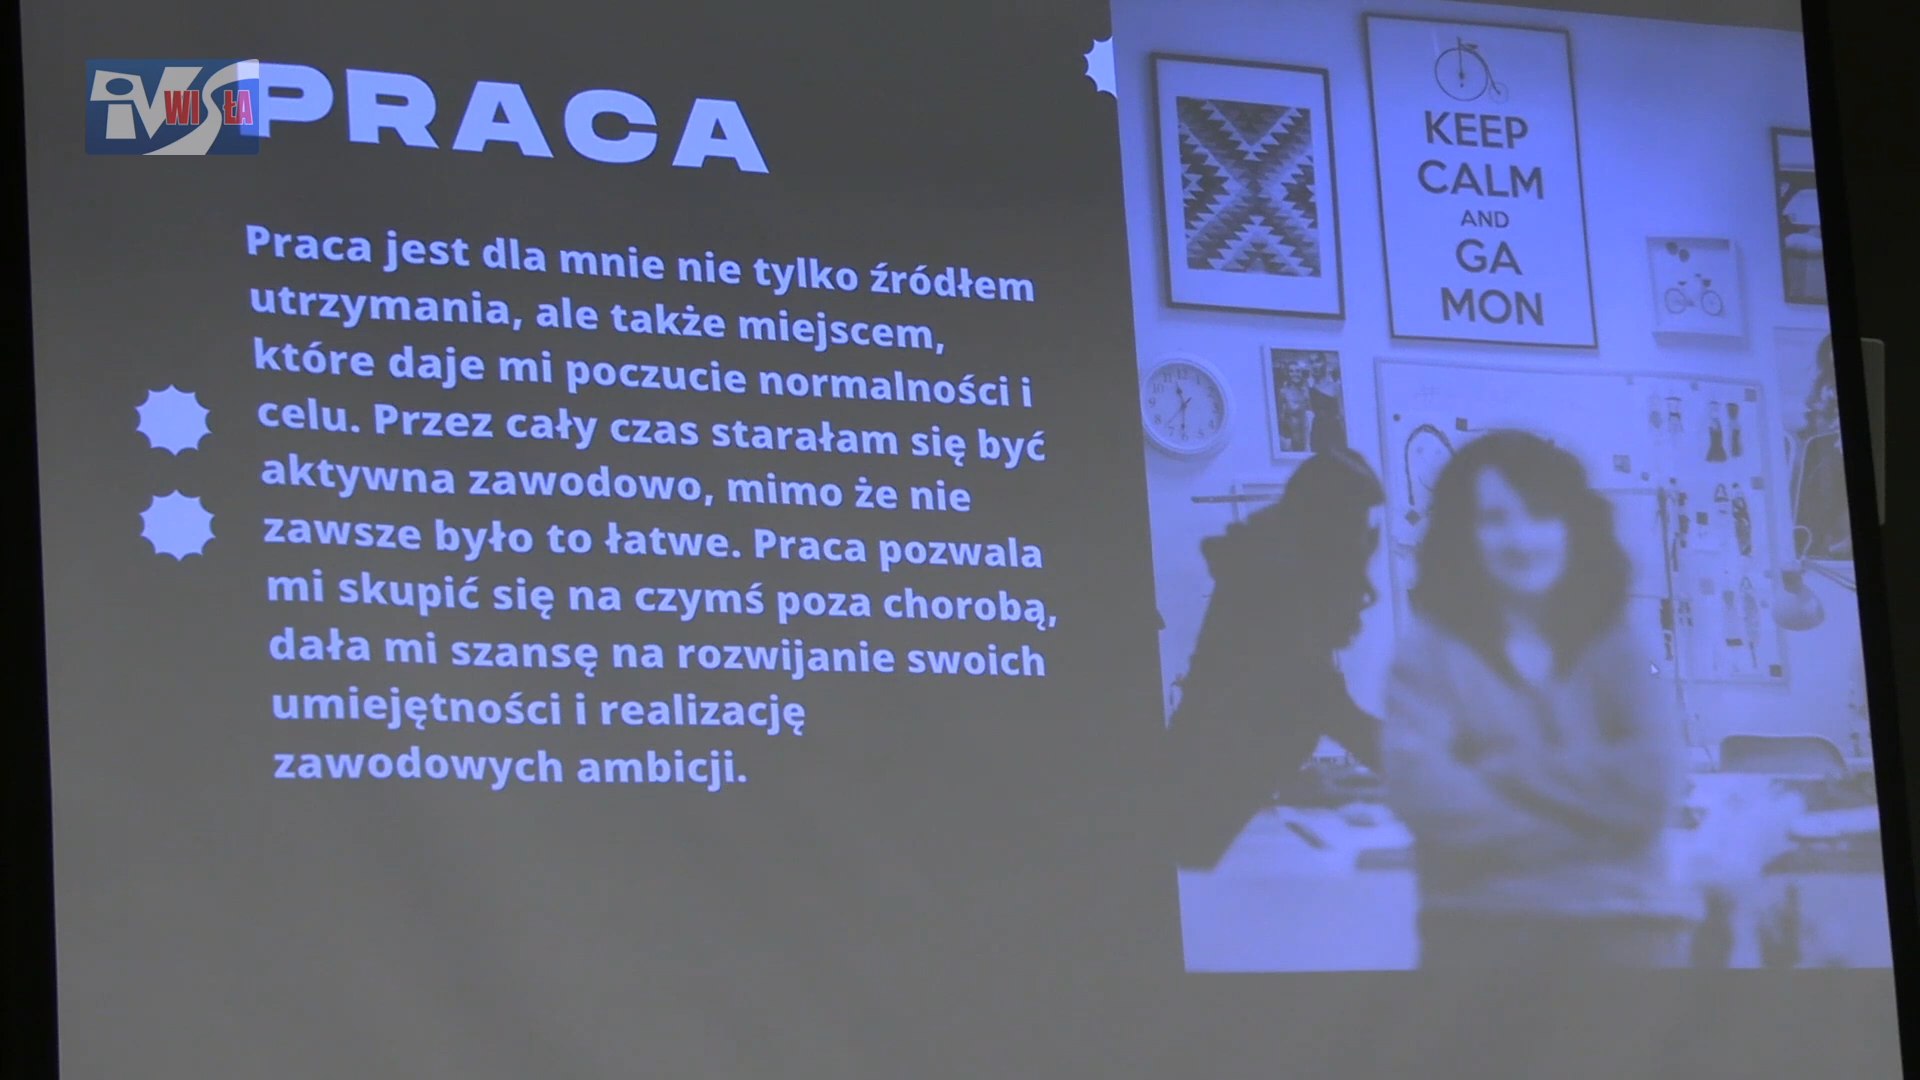 iTV WISŁA
PRACA
Praca jest dla mnie nie tylko źródłem
utrzymania, ale także miejscem,
które daje mi poczucie normalności i
celu. Przez cały czas starałam się być
aktywna zawodowo, mimo że nie
zawsze było to łatwe. Praca pozwala
mi skupić się na czymś poza chorobą,
dała mi szansę na rozwijanie swoich
umiejętności i realizację
zawodowych ambicji.
KEEP
CALM
AND
GA
MON